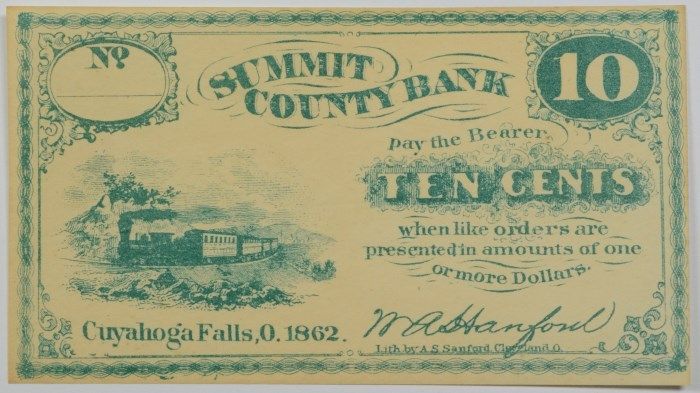 No
SUMMIT
COUNTY BANK
10
Pay the Bearer
TEN CENTS
when like orders are
presented in amounts of one
or more Dollars.
Cuyahoga Falls, O. 1862.
W A Hanford
Lith by A.S. Sanford, Cleveland, O.